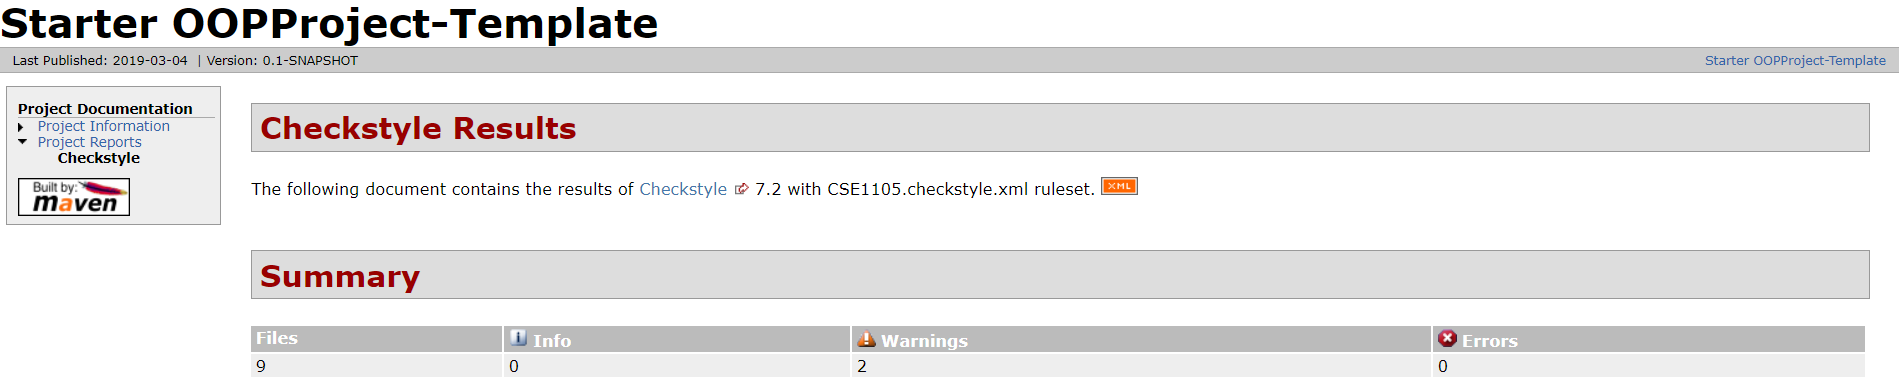 Starter OOPProject-Template
Last Published: 2019-03-04 | Version: 0.1-SNAPSHOT
Starter OOPProject-Template
Project Documentation
Project Information
Project Reports
Checkstyle
Built by:
maven
Checkstyle Results
The following document contains the results of Checkstyle 7.2 with CSE1105.checkstyle.xml ruleset. XML
Summary
Files Info Warnings Errors
9 0 2 0